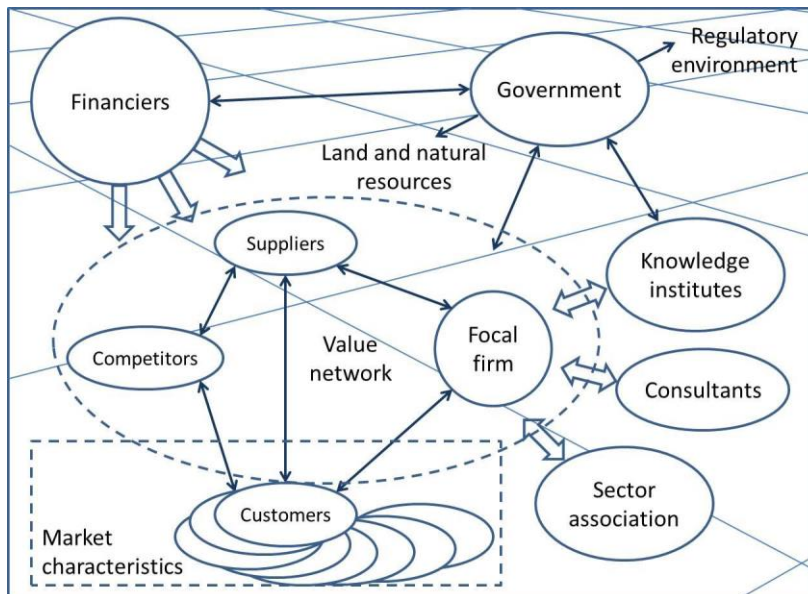 Financiers
Government
Regulatory
environment
Land and natural
resources
Suppliers
Knowledge
institutes
Competitors
Value
network
Focal
firm
Consultants
Customers
Market
characteristics
Sector
association